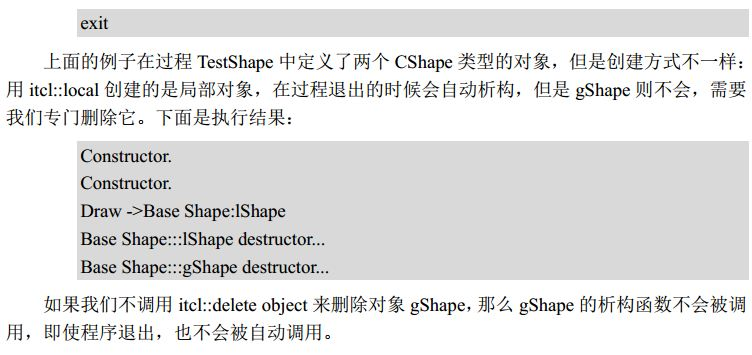 exit
上面的例子在过程 TestShape 中定义了两个 CShape 类型的对象，但是创建方式不一样：
用 itcl::local 创建的是局部对象，在过程退出的时候会自动析构，但是 gShape 则不会，需要
我们专门删除它。下面是执行结果：
Constructor.
Constructor.
Draw ->Base Shape:lShape
Base Shape:::lShape destructor...
Base Shape:::gShape destructor...
如果我们不调用 itcl::delete object 来删除对象 gShape，那么 gShape 的析构函数不会被调
用，即使程序退出，也不会被自动调用。